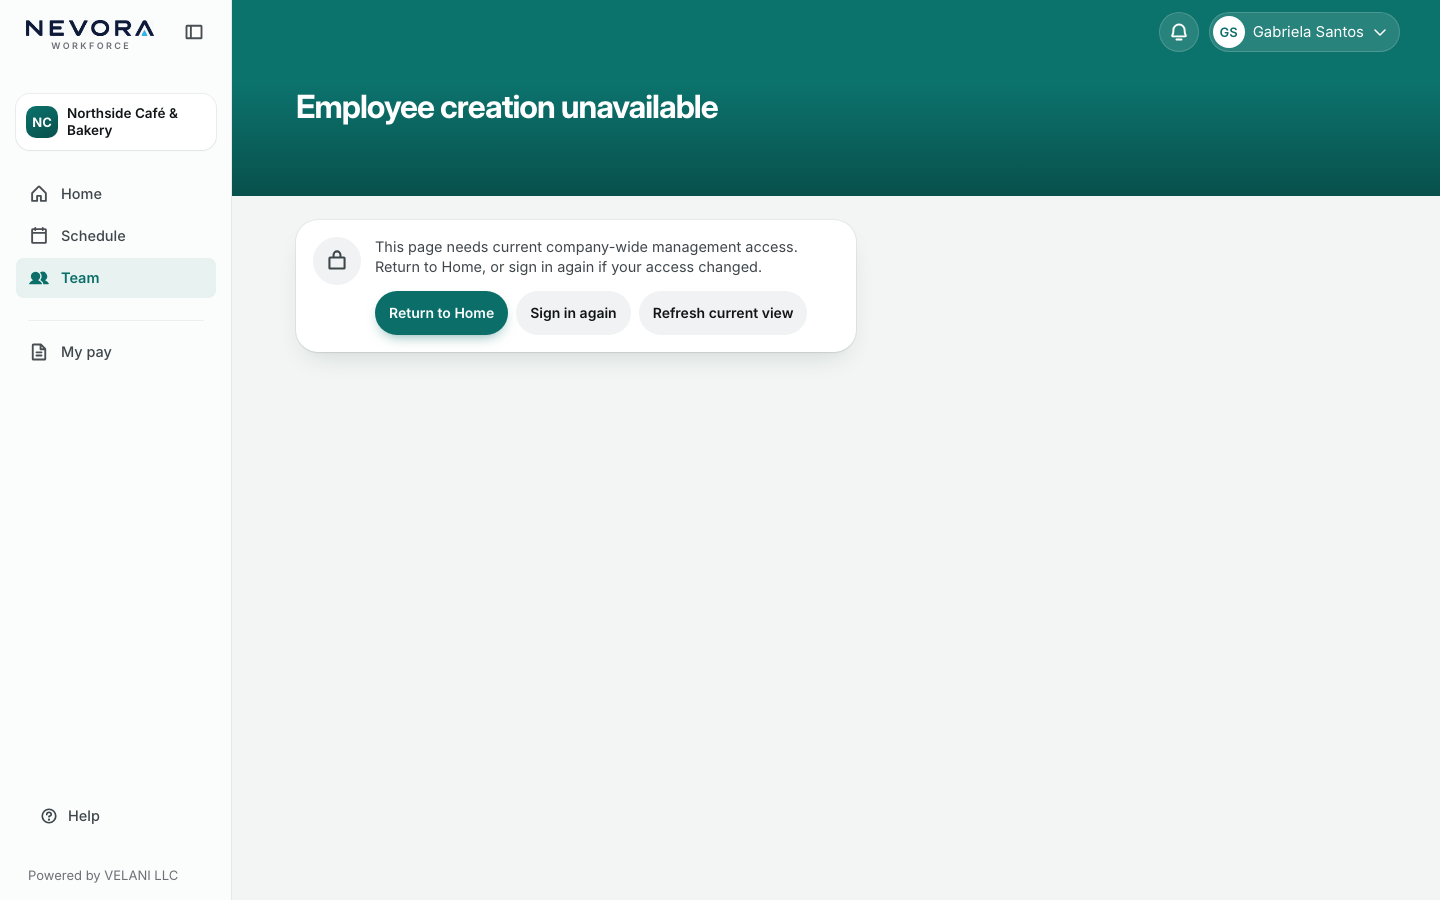 NEVORA
WORKFORCE
GS
Gabriela Santos
NC
Northside Café &
Bakery
Employee creation unavailable
Home
Schedule
Team
My pay
This page needs current company-wide management access.
Return to Home, or sign in again if your access changed.
Return to Home
Sign in again
Refresh current view
Help
Powered by VELANI LLC